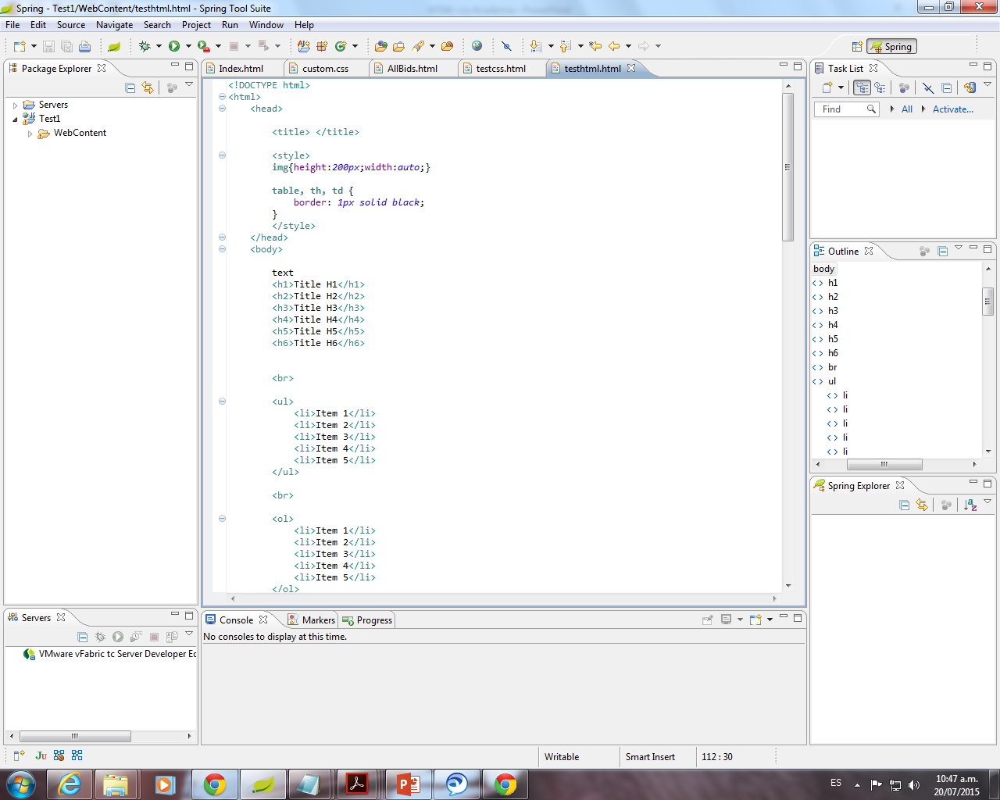 Spring - Test1/WebContent/testhtml.html - Spring Tool Suite
File Edit Source Navigate Search Project Run Window Help
Spring
Package Explorer
Servers
Test1
WebContent
Index.html custom.css AllBids.html testcss.html testhtml.html
<!DOCTYPE html>
<html>
<head>
<title> </title>
<style>
img{height:200px;width:auto;}
table, th, td {
border: 1px solid black;
}
</style>
</head>
<body>
text
<h1>Title H1</h1>
<h2>Title H2</h2>
<h3>Title H3</h3>
<h4>Title H4</h4>
<h5>Title H5</h5>
<h6>Title H6</h6>
<br>
<ul>
<li>Item 1</li>
<li>Item 2</li>
<li>Item 3</li>
<li>Item 4</li>
<li>Item 5</li>
</ul>
<br>
<ol>
<li>Item 1</li>
<li>Item 2</li>
<li>Item 3</li>
<li>Item 4</li>
<li>Item 5</li>
</ol>
Task List
Find All Activate...
Outline
body
h1
h2
h3
h4
h5
h6
br
ul
li
li
li
li
li
Spring Explorer
Servers
VMware vFabric tc Server Developer Ec
Console Markers Progress
No consoles to display at this time.
Writable Smart Insert 112 : 30
ES 10:47 a.m.
20/07/2015